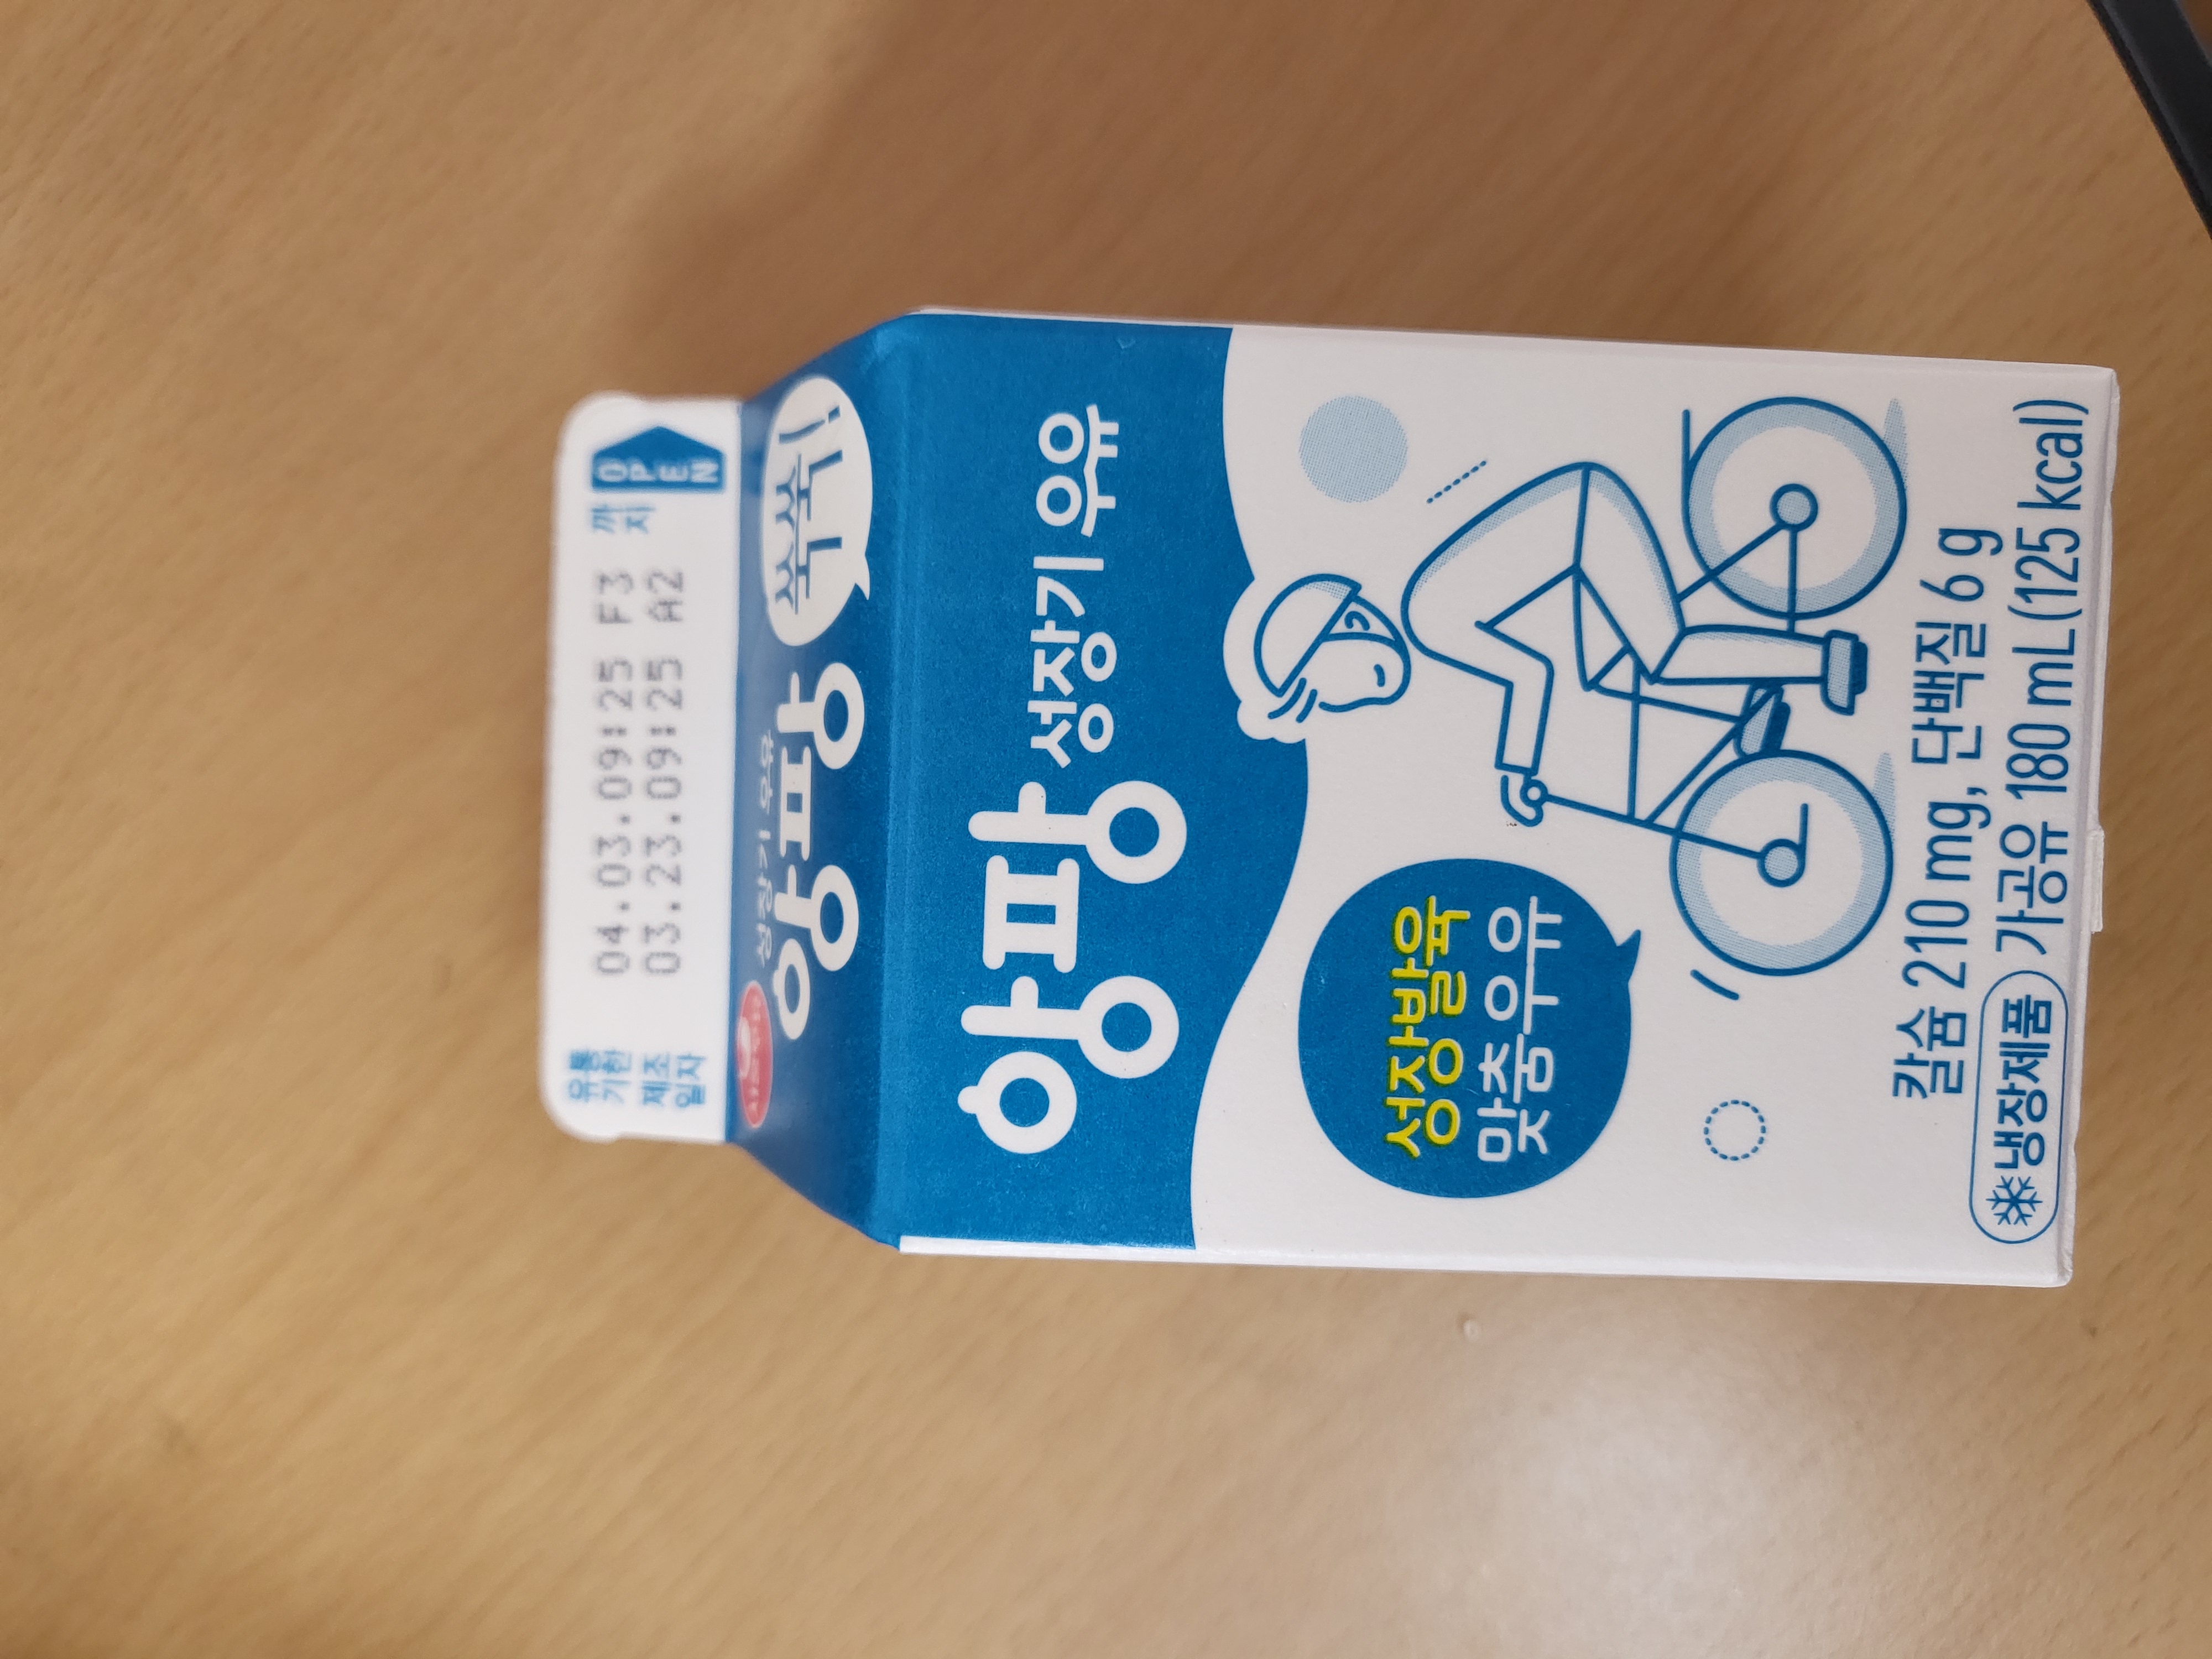 유통
기한
04.03.09:25 F3
까
지
제조
일자
03.23.09:25 A2
OPEN
성장기 우유
앙팡
쑥쑥!
앙팡 성장기 우유
성장발육
맞춤우유
칼슘 210 mg, 단백질 6 g
냉장제품 가공유 180 mL(125 kcal)